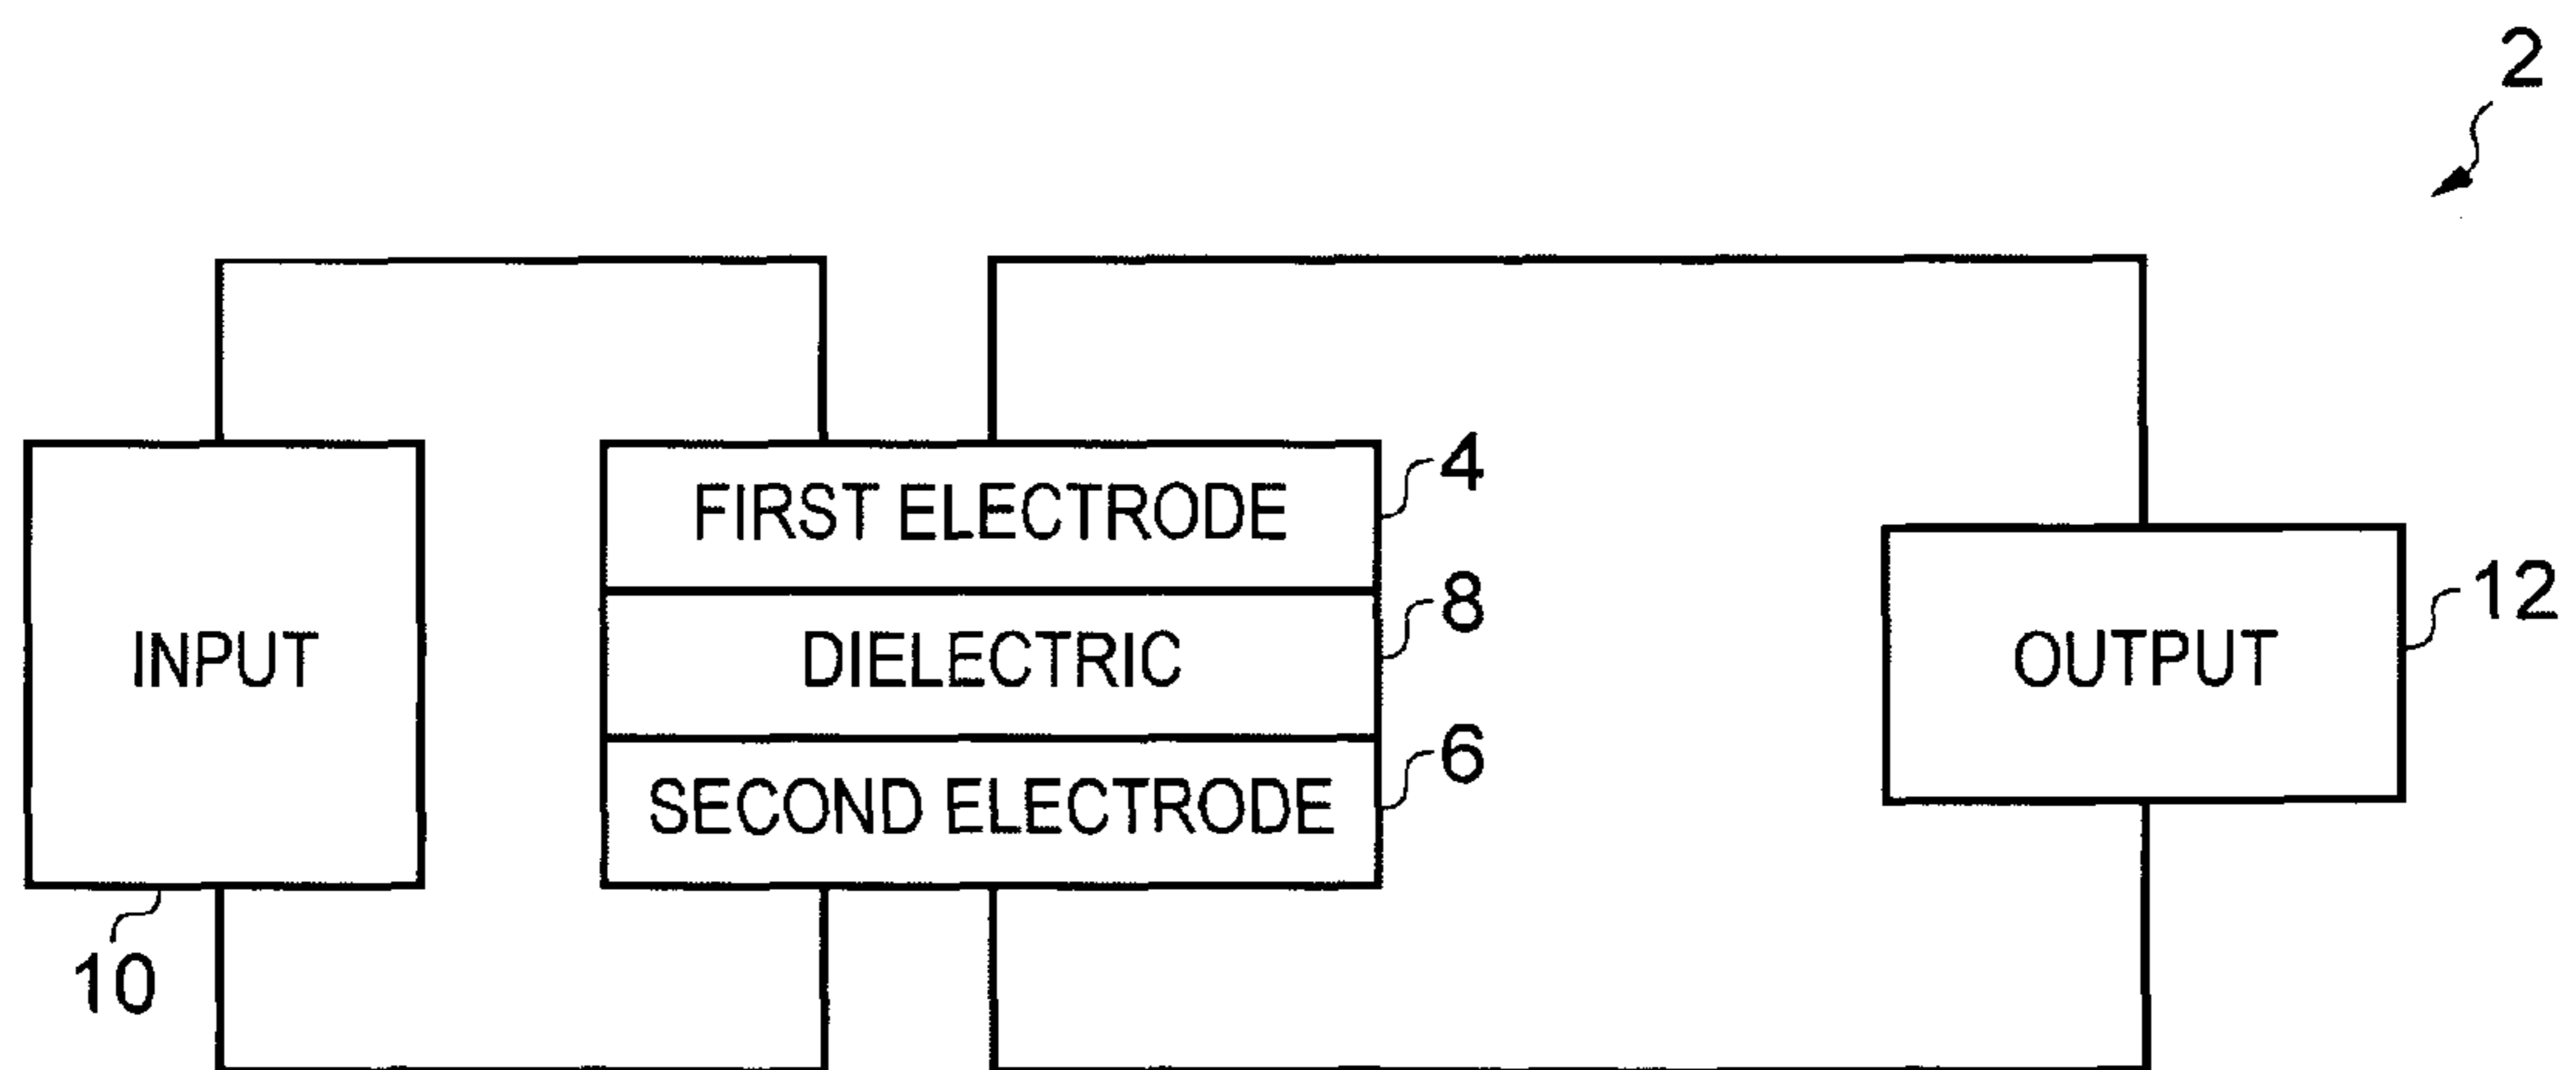 2
FIRST ELECTRODE
4
DIELECTRIC
8
SECOND ELECTRODE
6
INPUT
10
OUTPUT
12